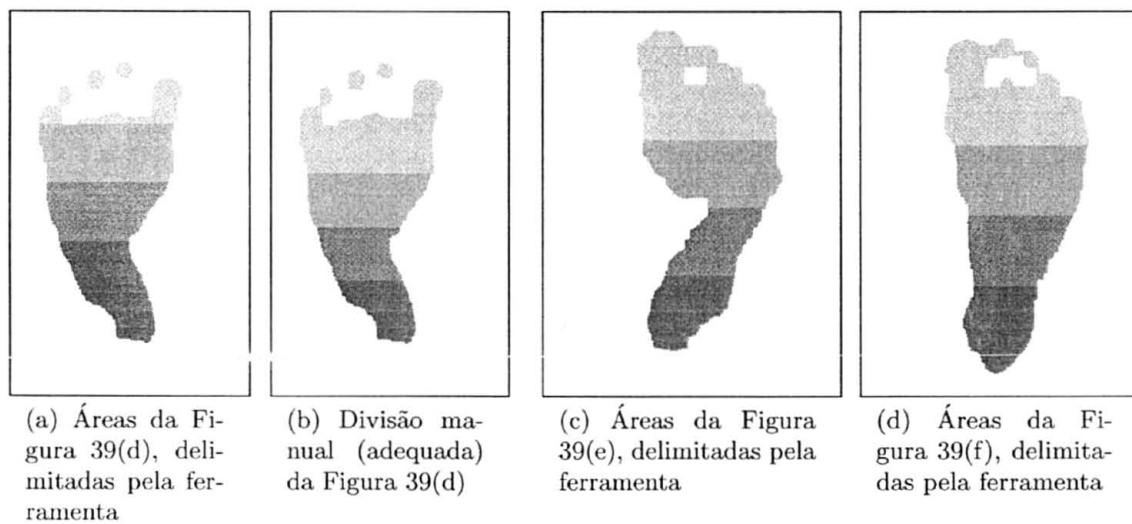 (a) Áreas da Fi-
gura 39(d), deli-
mitadas pela fer-
ramenta
(b) Divisão ma-
nual (adequada)
da Figura 39(d)
(c) Áreas da Figura
39(e), delimitadas pela
ferramenta
(d) Áreas da Fi-
gura 39(f), delimita-
das pela ferramenta